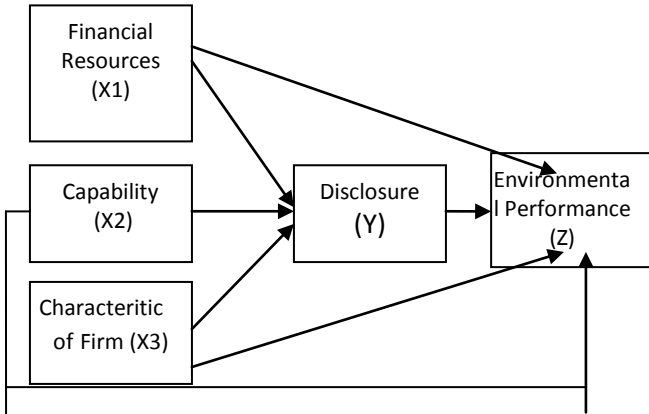 Financial
Resources
(X1)
Capability
(X2)
Characteritic
of Firm (X3)
Disclosure
(Y)
Environmenta
l Performance
(Z)